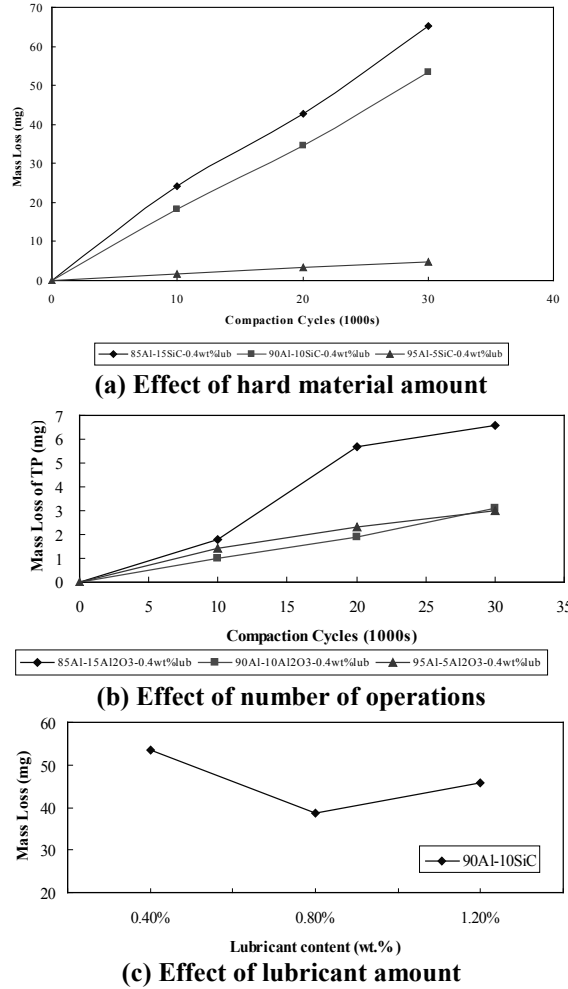 70
60
50
40
30
20
10
0
Mass Loss (mg)
0 10 20 30 40
Compaction Cycles (1000s)
85Al-15SiC-0.4wt%lub 90Al-10SiC-0.4wt%lub 95Al-5SiC-0.4wt%lub
(a) Effect of hard material amount
7
6
5
4
3
2
1
0
Mass Loss of TP (mg)
0 5 10 15 20 25 30 35
Compaction Cycles (1000s)
85Al-15Al2O3-0.4wt%lub 90Al-10Al2O3-0.4wt%lub 95Al-5Al2O3-0.4wt%lub
(b) Effect of number of operations
60
50
40
30
20
Mass Loss (mg)
90Al-10SiC
0.40% 0.80% 1.20%
Lubricant content (wt.%)
(c) Effect of lubricant amount